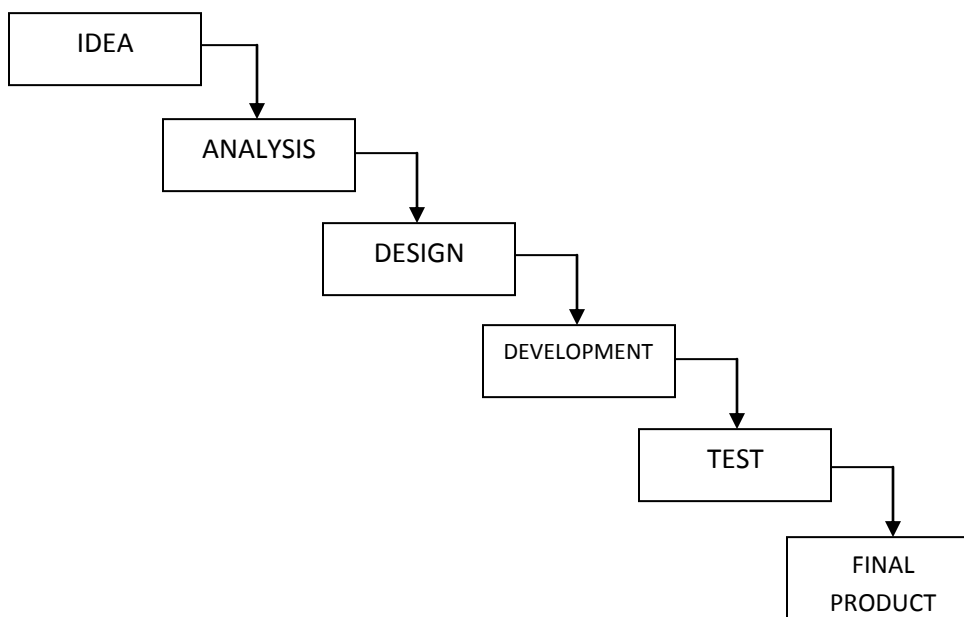 IDEA
ANALYSIS
DESIGN
DEVELOPMENT
TEST
FINAL
PRODUCT